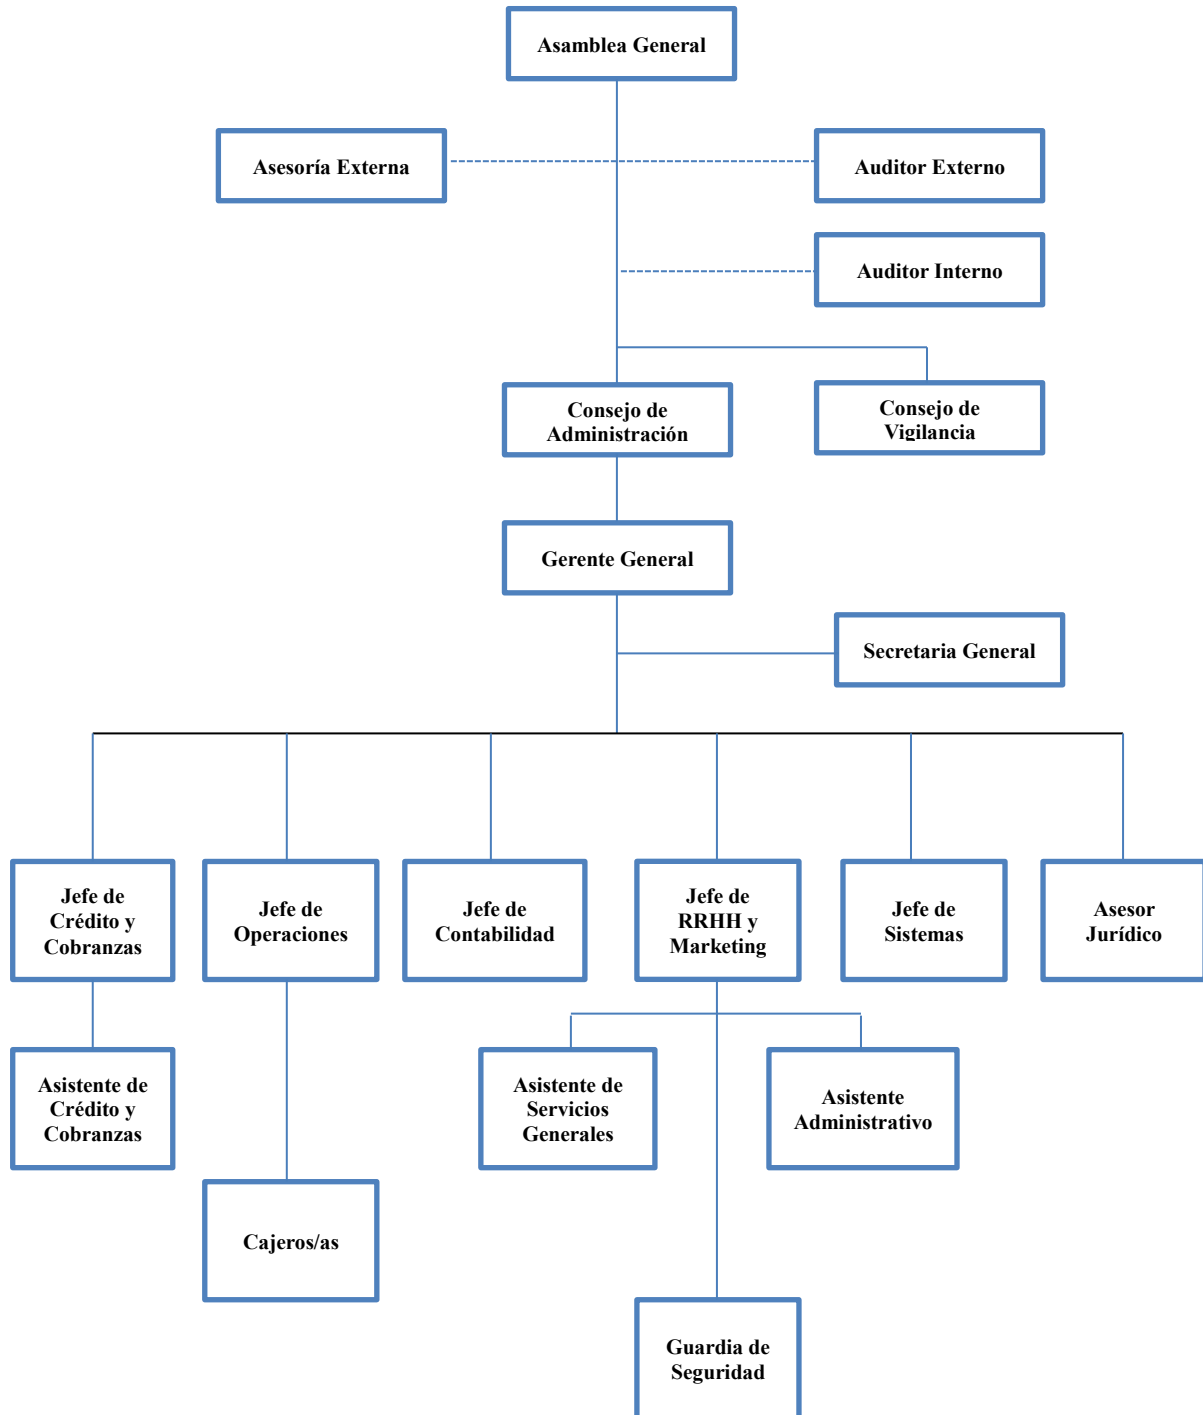 Asamblea General
Asesoría Externa
Auditor Externo
Auditor Interno
Consejo de
Administración
Consejo de
Vigilancia
Gerente General
Secretaria General
Jefe de
Crédito y
Cobranzas
Jefe de
Operaciones
Jefe de
Contabilidad
Jefe de
RRHH y
Marketing
Jefe de
Sistemas
Asesor
Jurídico
Asistente de
Crédito y
Cobranzas
Asistente de
Servicios
Generales
Asistente
Administrativo
Cajeros/as
Guardia de
Seguridad